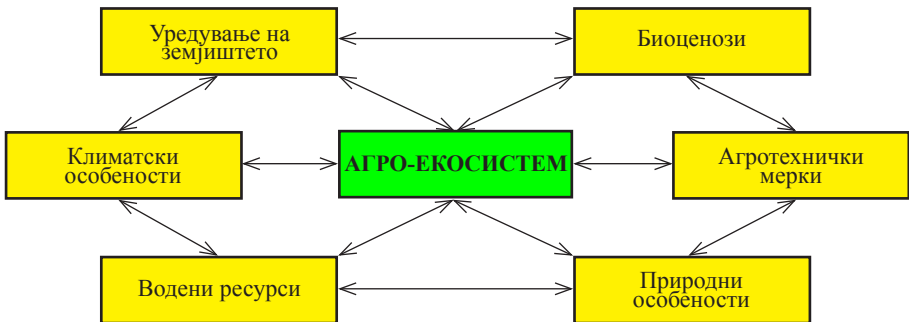 Уредување на
земјиштето
Биоценози
Климатски
особености
АГРО-ЕКОСИСТЕМ
Агротехнички
мерки
Водени ресурси
Природни
особености